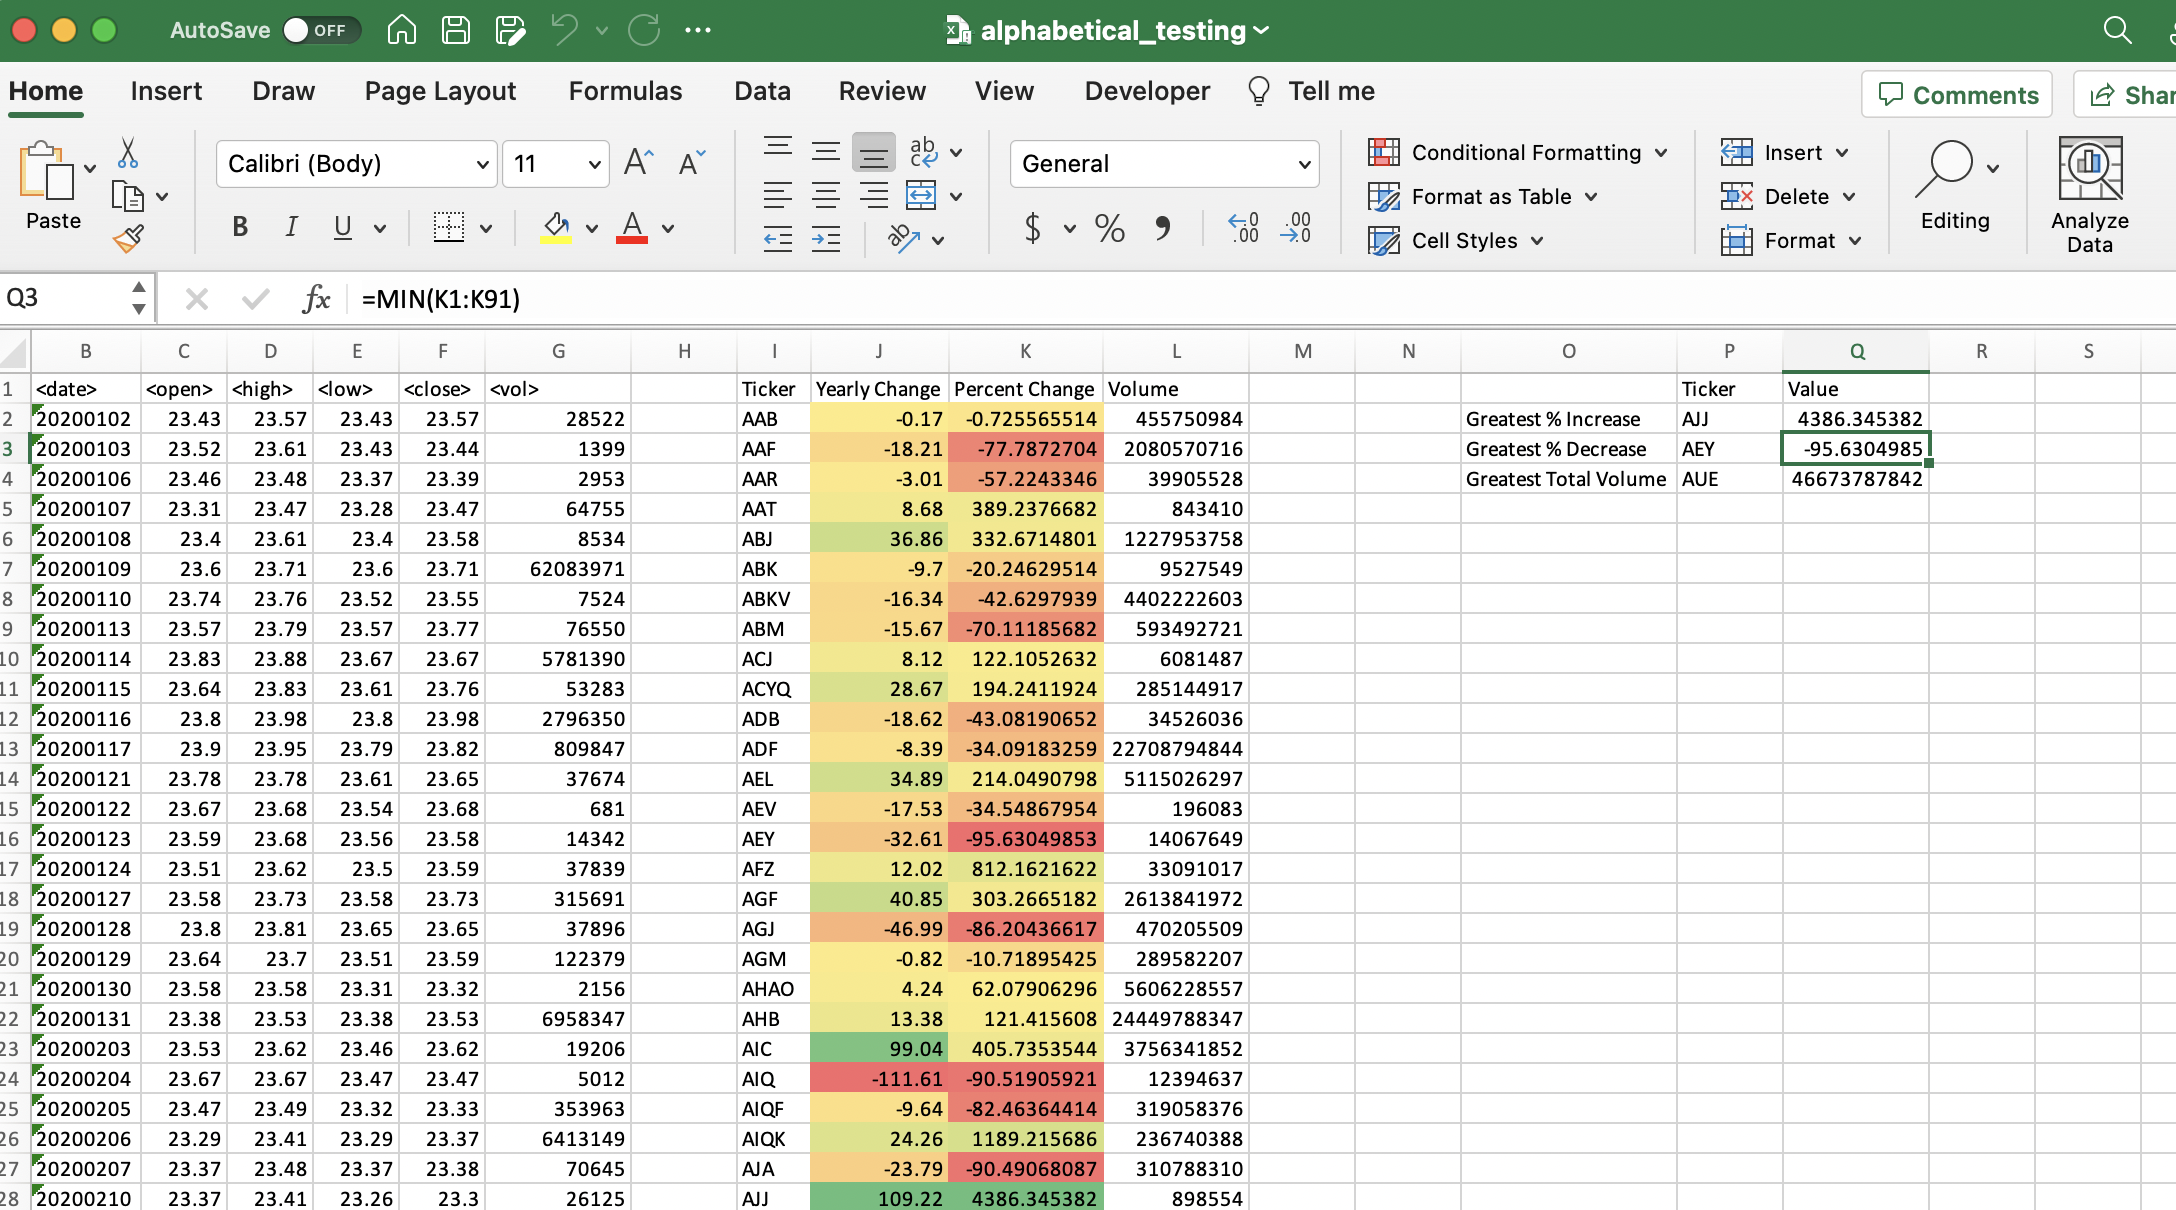 AutoSave OFF alphabetical_testing
Home Insert Draw Page Layout Formulas Data Review View Developer Tell me Comments
Calibri (Body) 11 General Conditional Formatting Insert
Format as Table Delete
Paste B I U A $ % Cell Styles Format Editing Analyze Data
Q3 fx =MIN(K1:K91)
B C D E F G H I J K L M N O P Q R S
1 <date> <open> <high> <low> <close> <vol> Ticker Yearly Change Percent Change Volume Ticker Value
2 20200102 23.43 23.57 23.43 23.57 28522 AAB -0.17 -0.725565514 455750984 Greatest % Increase AJJ 4386.345382
3 20200103 23.52 23.61 23.43 23.44 1399 AAF -18.21 -77.7872704 2080570716 Greatest % Decrease AEY -95.6304985
4 20200106 23.46 23.48 23.37 23.39 2953 AAR -3.01 -57.2243346 39905528 Greatest Total Volume AUE 46673787842
5 20200107 23.31 23.47 23.28 23.47 64755 AAT 8.68 389.2376682 843410
6 20200108 23.4 23.61 23.4 23.58 8534 ABJ 36.86 332.6714801 1227953758
7 20200109 23.6 23.71 23.6 23.71 62083971 ABK -9.7 -20.24629514 9527549
8 20200110 23.74 23.76 23.52 23.55 7524 ABKV -16.34 -42.6297939 4402222603
9 20200113 23.57 23.79 23.57 23.77 76550 ABM -15.67 -70.11185682 593492721
10 20200114 23.83 23.88 23.67 23.67 5781390 ACJ 8.12 122.1052632 6081487
11 20200115 23.64 23.83 23.61 23.76 53283 ACYQ 28.67 194.2411924 285144917
12 20200116 23.8 23.98 23.8 23.98 2796350 ADB -18.62 -43.08190652 34526036
13 20200117 23.9 23.95 23.79 23.82 809847 ADF -8.39 -34.09183259 22708794844
14 20200121 23.78 23.78 23.61 23.65 37674 AEL 34.89 214.0490798 5115026297
15 20200122 23.67 23.68 23.54 23.68 681 AEV -17.53 -34.54867954 196083
16 20200123 23.59 23.68 23.56 23.58 14342 AEY -32.61 -95.63049853 14067649
17 20200124 23.51 23.62 23.5 23.59 37839 AFZ 12.02 812.1621622 33091017
18 20200127 23.58 23.73 23.58 23.73 315691 AGF 40.85 303.2665182 2613841972
19 20200128 23.8 23.81 23.65 23.65 37896 AGJ -46.99 -86.20436617 470205509
20 20200129 23.64 23.7 23.51 23.59 122379 AGM -0.82 -10.71895425 289582207
21 20200130 23.58 23.58 23.31 23.32 2156 AHAO 4.24 62.07906296 5606228557
22 20200131 23.38 23.53 23.38 23.53 6958347 AHB 13.38 121.415608 24449788347
23 20200203 23.53 23.62 23.46 23.62 19206 AIC 99.04 405.7353544 3756341852
24 20200204 23.67 23.67 23.47 23.47 5012 AIQ -111.61 -90.51905921 12394637
25 20200205 23.47 23.49 23.32 23.33 353963 AIQF -9.64 -82.46364414 319058376
26 20200206 23.29 23.41 23.29 23.37 6413149 AIQK 24.26 1189.215686 236740388
27 20200207 23.37 23.48 23.37 23.38 70645 AJA -23.79 -90.49068087 310788310
28 20200210 23.37 23.41 23.26 23.3 26125 AJJ 109.22 4386.345382 898554